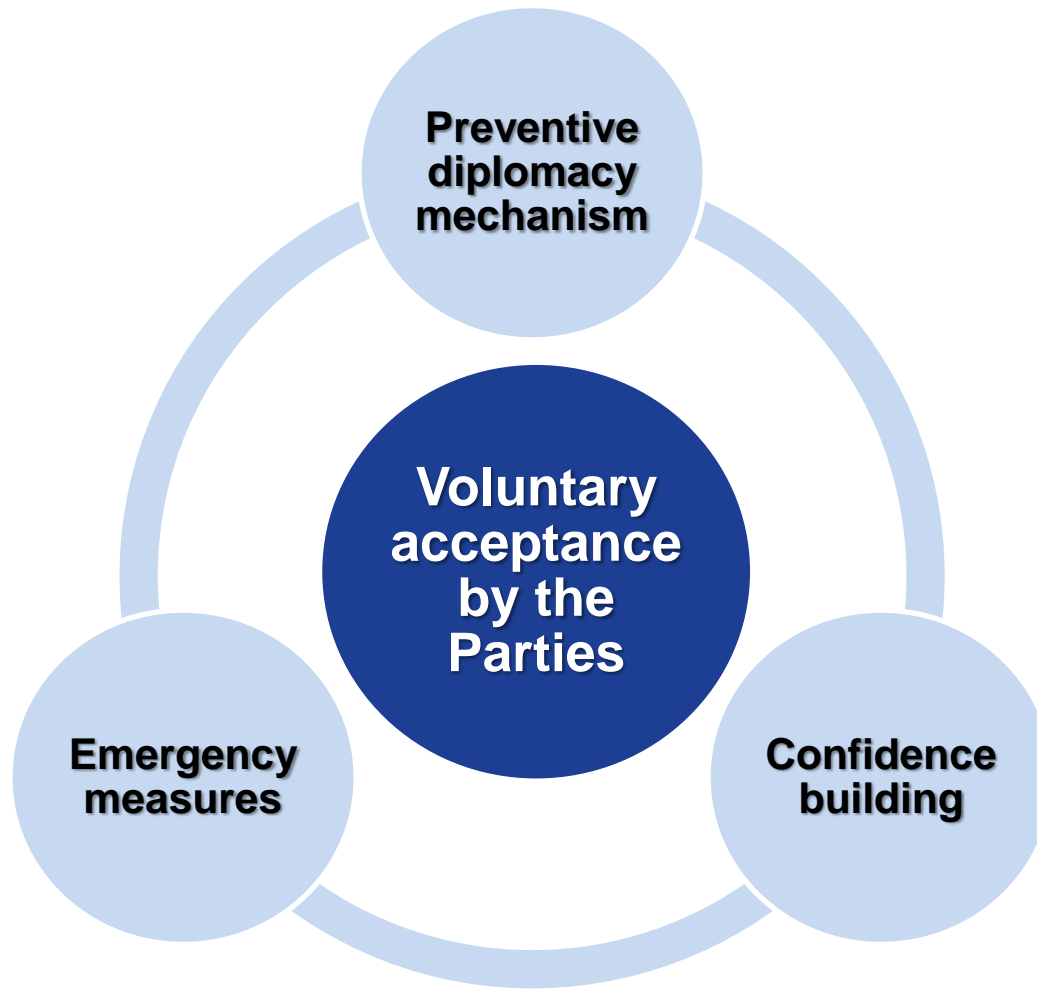 Preventive
diplomacy
mechanism
Voluntary
acceptance
by the
Parties
Emergency
measures
Confidence
building